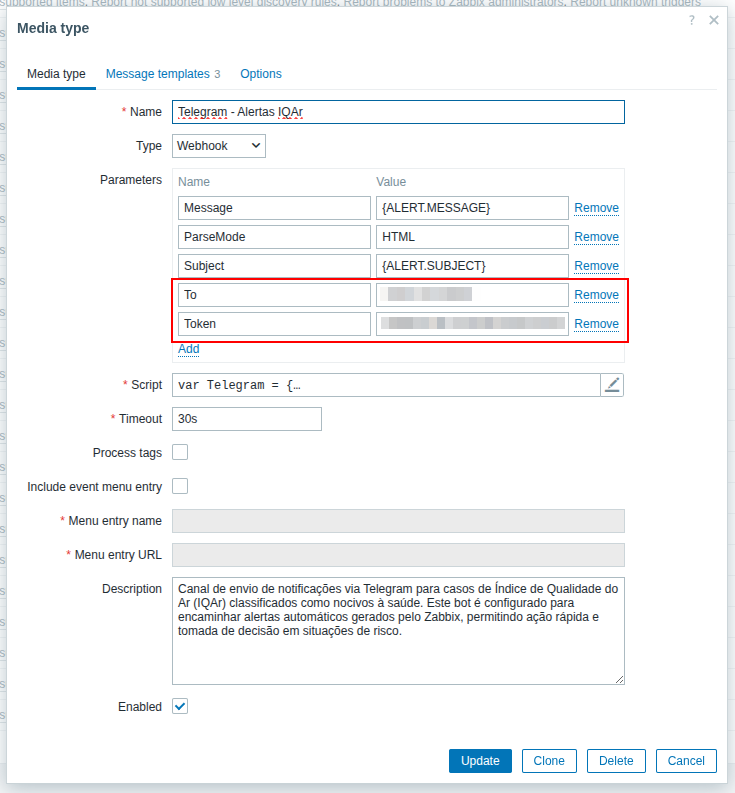 supported items, Report not supported low level discovery rules, Report problems to Zabbix administrators, Report unknown triggers
Media type
?
Media type Message templates 3 Options
* Name Telegram - Alertas IQAr
Type Webhook
Parameters Name Value
Message {ALERT.MESSAGE} Remove
ParseMode HTML Remove
Subject {ALERT.SUBJECT} Remove
To Remove
Token Remove
Add
* Script var Telegram = {…
* Timeout 30s
Process tags
Include event menu entry
* Menu entry name
* Menu entry URL
Description Canal de envio de notificações via Telegram para casos de Índice de Qualidade do
Ar (IQAr) classificados como nocivos à saúde. Este bot é configurado para
encaminhar alertas automáticos gerados pelo Zabbix, permitindo ação rápida e
tomada de decisão em situações de risco.
Enabled
Update Clone Delete Cancel